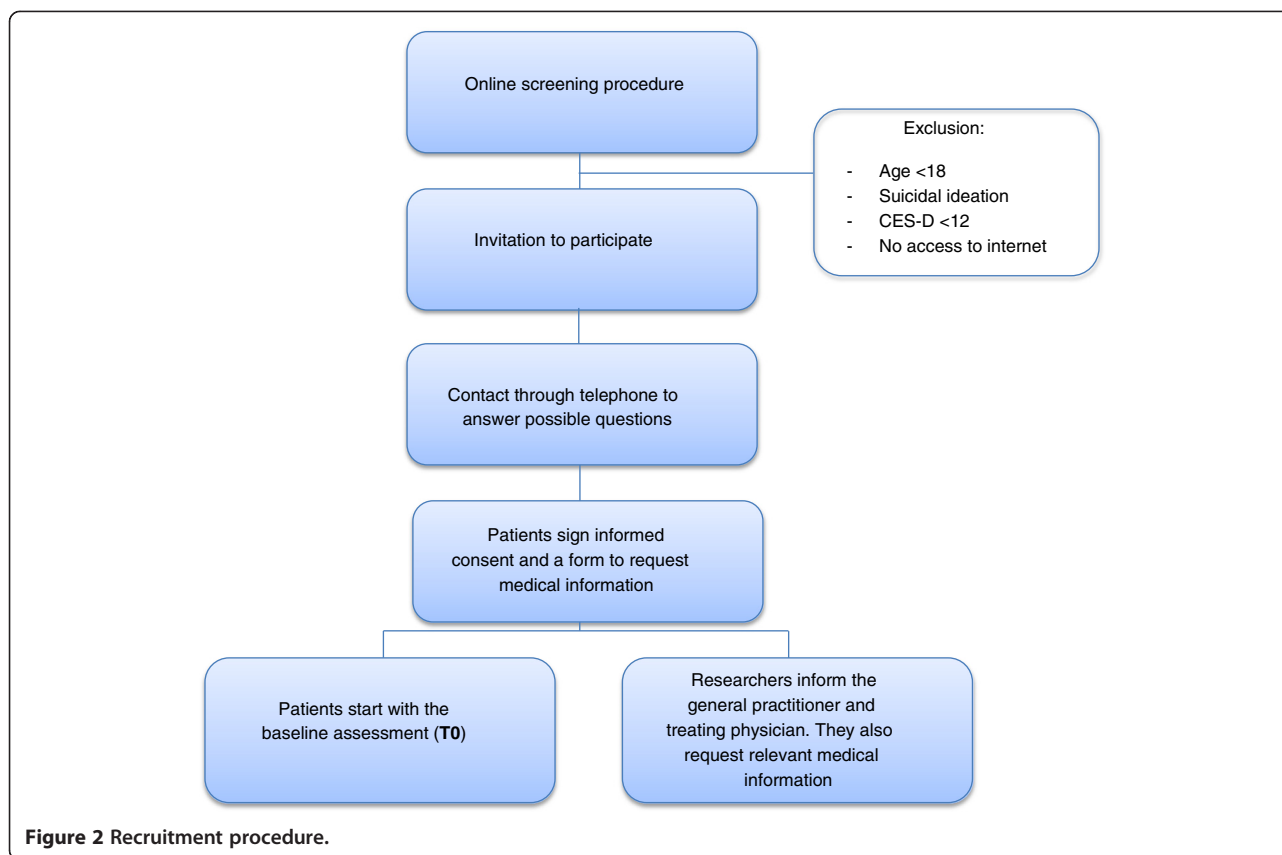 Online screening procedure
Exclusion:
- Age <18
- Suicidal ideation
- CES-D <12
- No access to internet
Invitation to participate
Contact through telephone to
answer possible questions
Patients sign informed
consent and a form to request
medical information
Patients start with the
baseline assessment (T0)
Researchers inform the
general practitioner and
treating physician. They also
request relevant medical
information
Figure 2 Recruitment procedure.